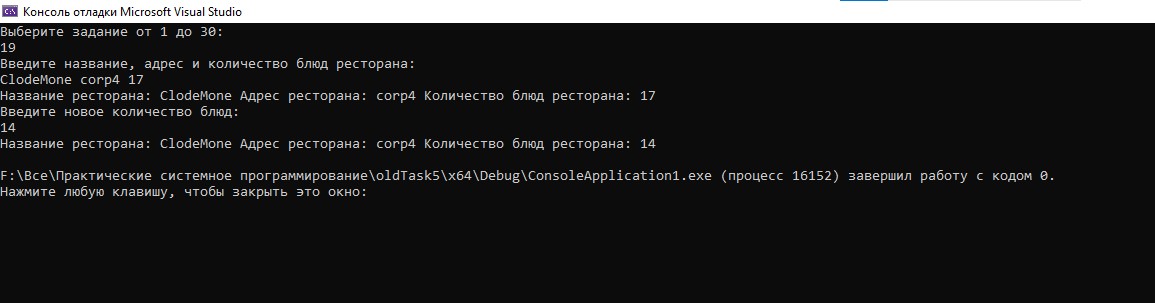 Консоль отладки Microsoft Visual Studio
Выберите задание от 1 до 30:
19
Введите название, адрес и количество блюд ресторана:
ClodeMone corp4 17
Название ресторана: ClodeMone Адрес ресторана: corp4 Количество блюд ресторана: 17
Введите новое количество блюд:
14
Название ресторана: ClodeMone Адрес ресторана: corp4 Количество блюд ресторана: 14
F:\Все\Практические системное программирование\oldTask5\x64\Debug\ConsoleApplication1.exe (процесс 16152) завершил работу с кодом 0.
Нажмите любую клавишу, чтобы закрыть это окно: